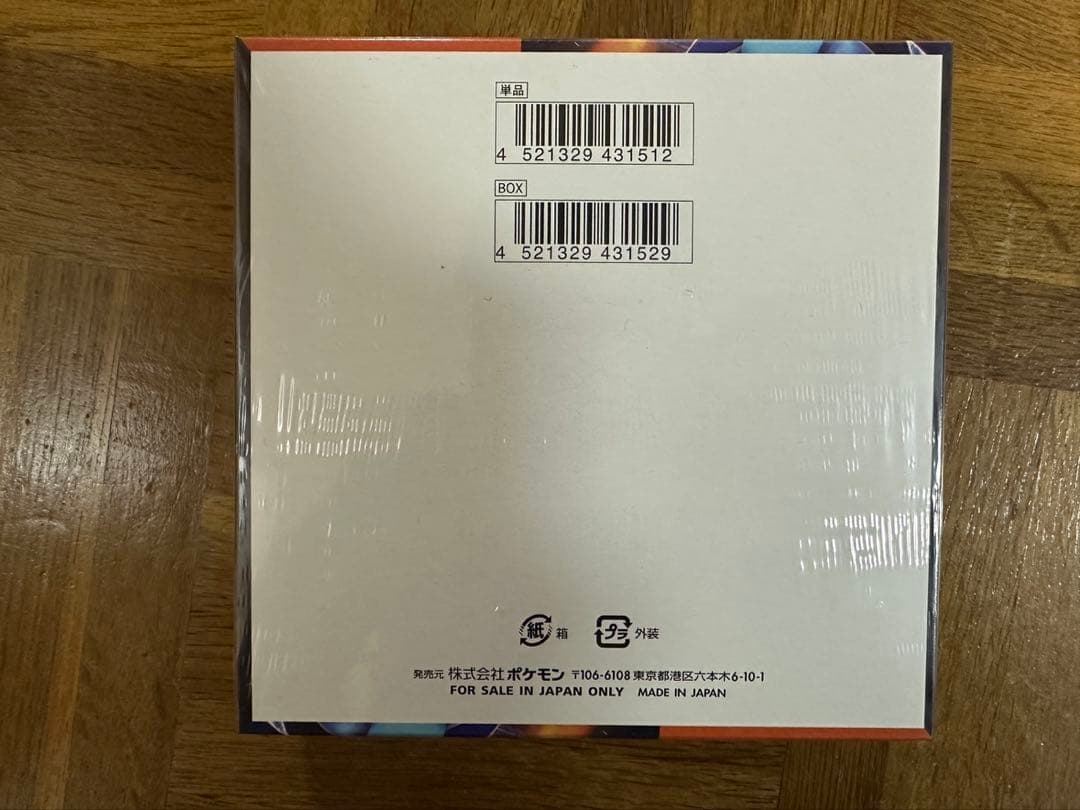 単品
4 521329 431512
BOX
4 521329 431529
紙 箱 プラ 外装
発売元 株式会社ポケモン 〒106-6108 東京都港区六本木6-10-1
FOR SALE IN JAPAN ONLY MADE IN JAPAN